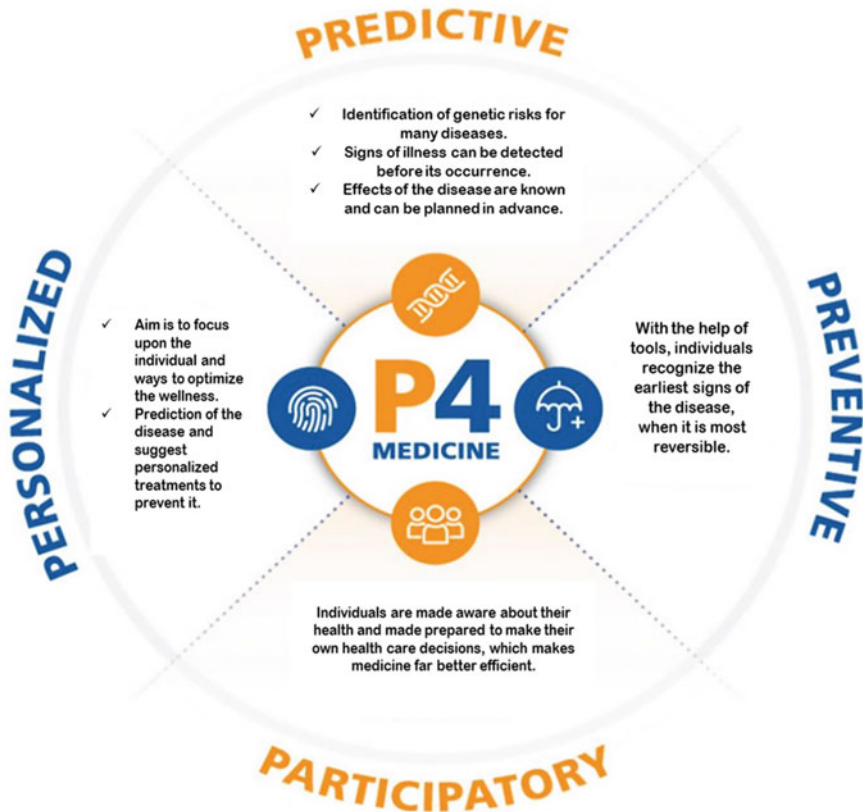 PREDICTIVE
✓ Identification of genetic risks for
many diseases.
✓ Signs of illness can be detected
before its occurrence.
✓ Effects of the disease are known
and can be planned in advance.
PERSONALIZED
✓ Aim is to focus
upon the
individual and
ways to optimize
the wellness.
✓ Prediction of the
disease and
suggest
personalized
treatments to
prevent it.
P4
MEDICINE
With the help of
tools, individuals
recognize the
earliest signs of
the disease,
when it is most
reversible.
PREVENTIVE
Individuals are made aware about their
health and made prepared to make their
own health care decisions, which makes
medicine far better efficient.
PARTICIPATORY